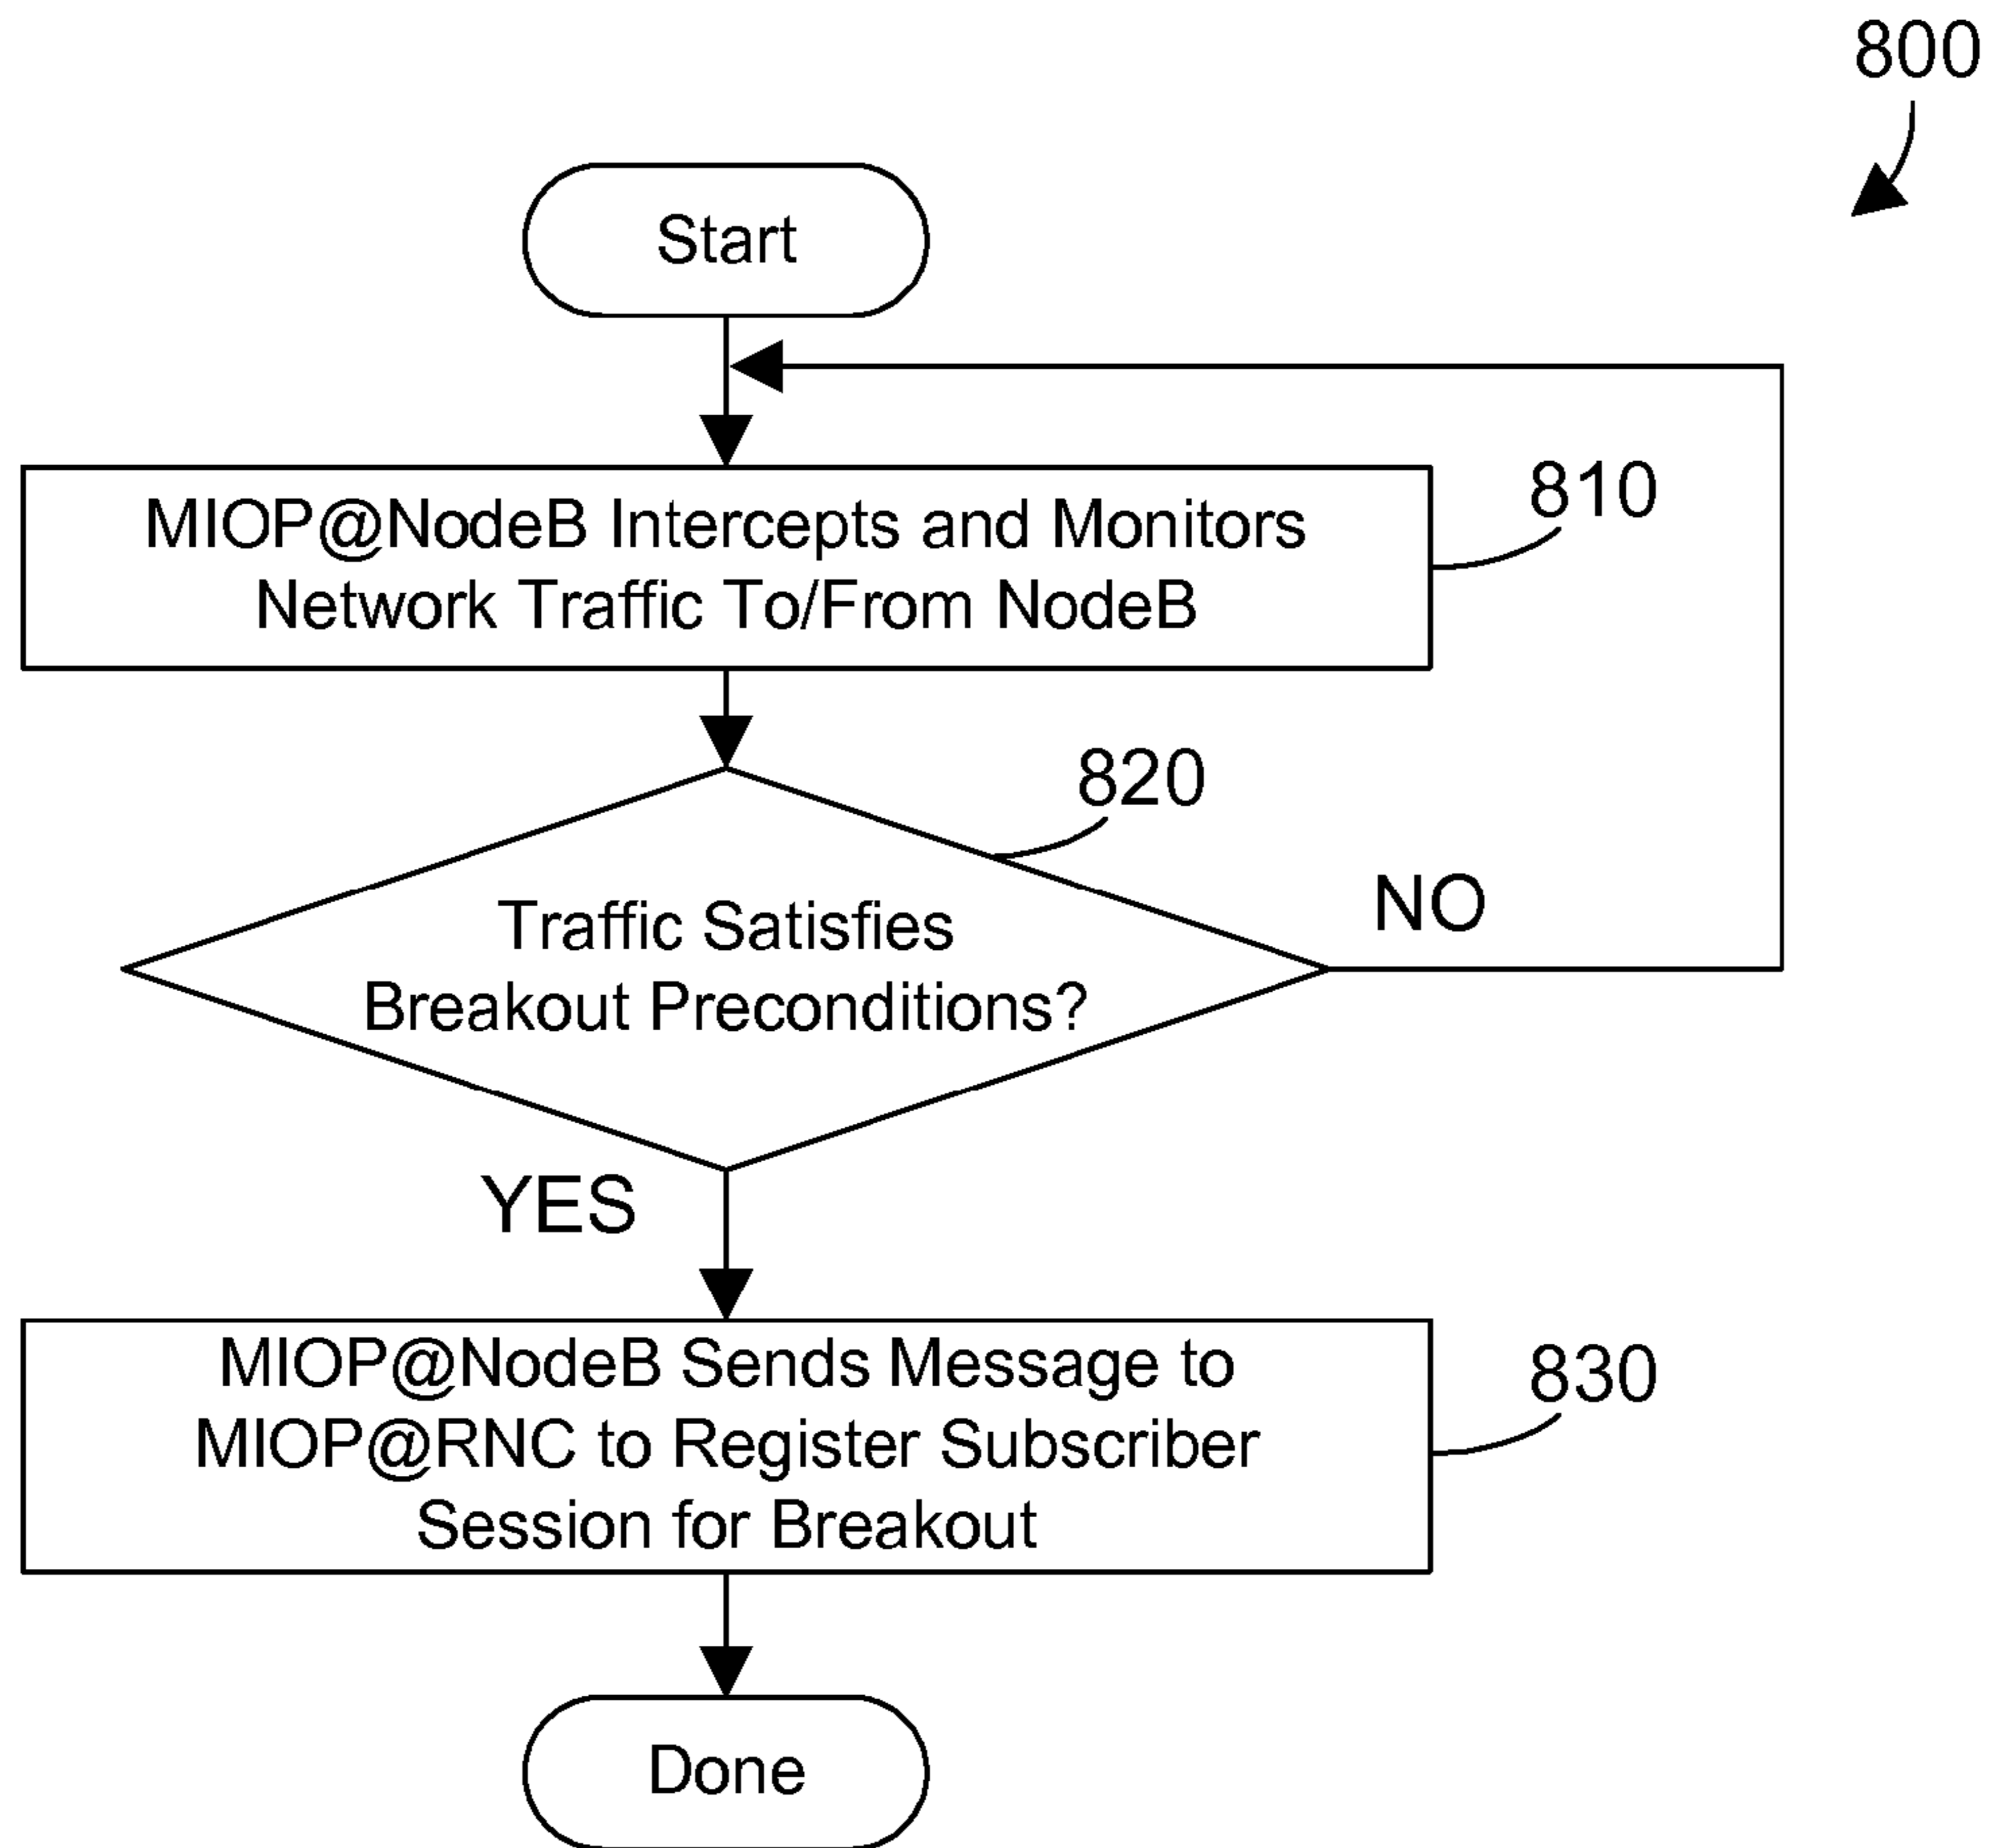 800
Start
MIOP@NodeB Intercepts and Monitors
Network Traffic To/From NodeB
810
820
Traffic Satisfies
Breakout Preconditions?
NO
YES
MIOP@NodeB Sends Message to
MIOP@RNC to Register Subscriber
Session for Breakout
830
Done